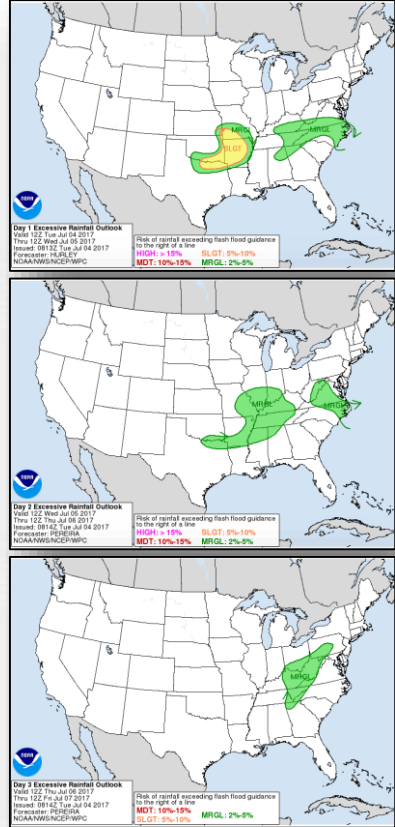 MRGL
MRGL
SLGT
NOAA
Day 1 Excessive Rainfall Outlook
Valid 12Z Tue Jul 04 2017
Thru 12Z Wed Jul 05 2017
Issued: 0813Z Tue Jul 04 2017
Forecaster: HURLEY
NOAA/NWS/NCEP/WPC
Risk of rainfall exceeding flash flood guidance
to the right of a line
HIGH: > 15% SLGT: 5%-10%
MDT: 10%-15% MRGL: 2%-5%
MRGL
MRGL
NOAA
Day 2 Excessive Rainfall Outlook
Valid 12Z Wed Jul 05 2017
Thru 12Z Thu Jul 06 2017
Issued: 0814Z Tue Jul 04 2017
Forecaster: PEREIRA
NOAA/NWS/NCEP/WPC
Risk of rainfall exceeding flash flood guidance
to the right of a line
HIGH: > 15% SLGT: 5%-10%
MDT: 10%-15% MRGL: 2%-5%
MRGL
NOAA
Day 3 Excessive Rainfall Outlook
Valid 12Z Thu Jul 06 2017
Thru 12Z Fri Jul 07 2017
Issued: 0814Z Tue Jul 04 2017
Forecaster: PEREIRA
NOAA/NWS/NCEP/WPC
Risk of rainfall exceeding flash flood guidance
to the right of a line
MDT: 10%-15%
SLGT: 5%-10% MRGL: 2%-5%